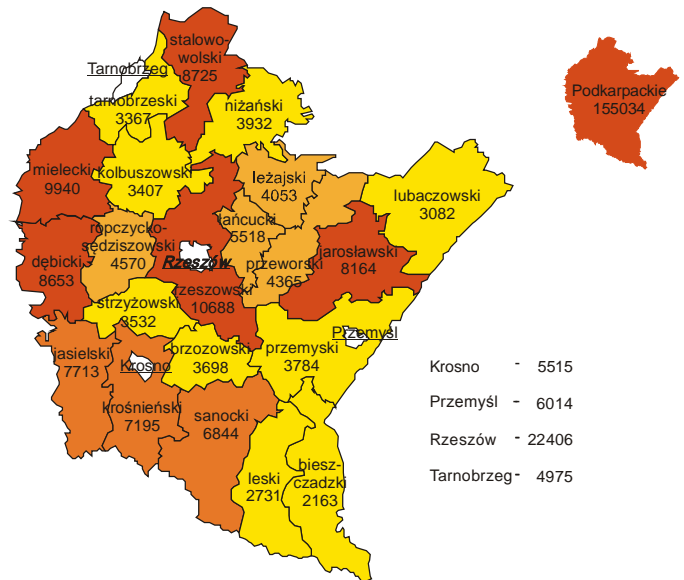 stalowo-
wolski
8725
Tarnobrzeg
tarnobrzeski
3367
niżański
3932
Podkarpackie
155034
mielecki
9940
kolbuszowski
3407
leżajski
4053
lubaczowski
3082
ropczycko-
sędziszowski
4570
łańcucki
5518
jarosławski
8164
dębicki
8653
Rzeszów
przeworski
4365
rzeszowski
10688
strzyżowski
3532
Przemyśl
jasielski
7713
Krosno
brzozowski
3698
przemyski
3784
krośnieński
7195
sanocki
6844
leski
2731
biesz-
czadzki
2163
Krosno - 5515
Przemyśl - 6014
Rzeszów - 22406
Tarnobrzeg - 4975